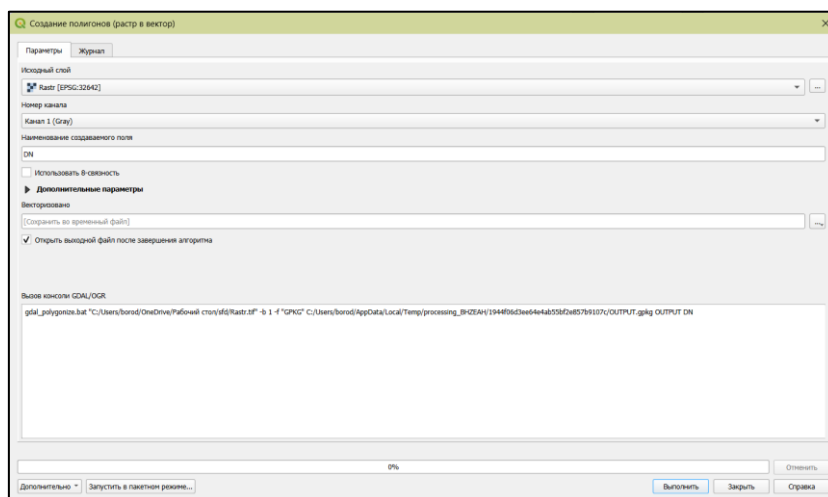 Создание полигонов (растр в вектор)
Параметры Журнал
Исходный слой
Rastr [EPSG:32642]
Номер канала
Канал 1 (Gray)
Наименование создаваемого поля
DN
Использовать 8-связность
Дополнительные параметры
Векторизовано
[Сохранить во временный файл]
Открыть выходной файл после завершения алгоритма
Вызов консоли GDAL/OGR
gdal_polygonize.bat "C:/Users/borod/OneDrive/Рабочий стол/sfd/Rastr.tif" -b 1 -f "GPKG" C:/Users/borod/AppData/Local/Temp/processing_BHZEAH/1944f06d3ee64e4ab55bf2e857b9107c/OUTPUT.gpkg OUTPUT DN
0% Отменить
Дополнительно Запустить в пакетном режиме... Выполнить Закрыть Справка